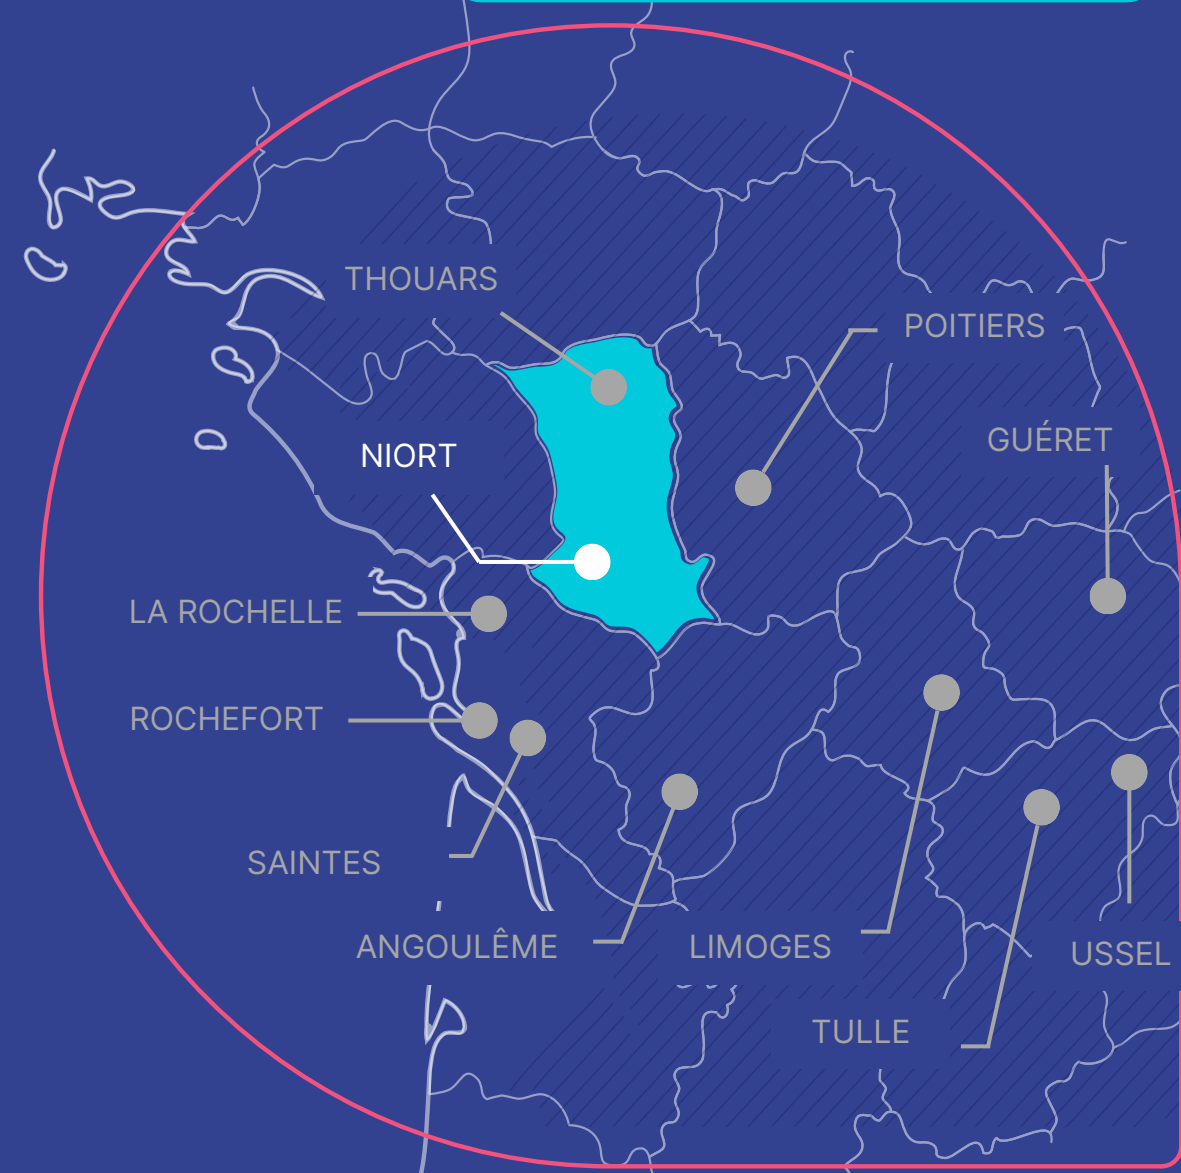 THOUARS
POITIERS
GUÉRET
NIORT
LA ROCHELLE
ROCHEFORT
SAINTES
ANGOULÊME
LIMOGES
USSEL
TULLE